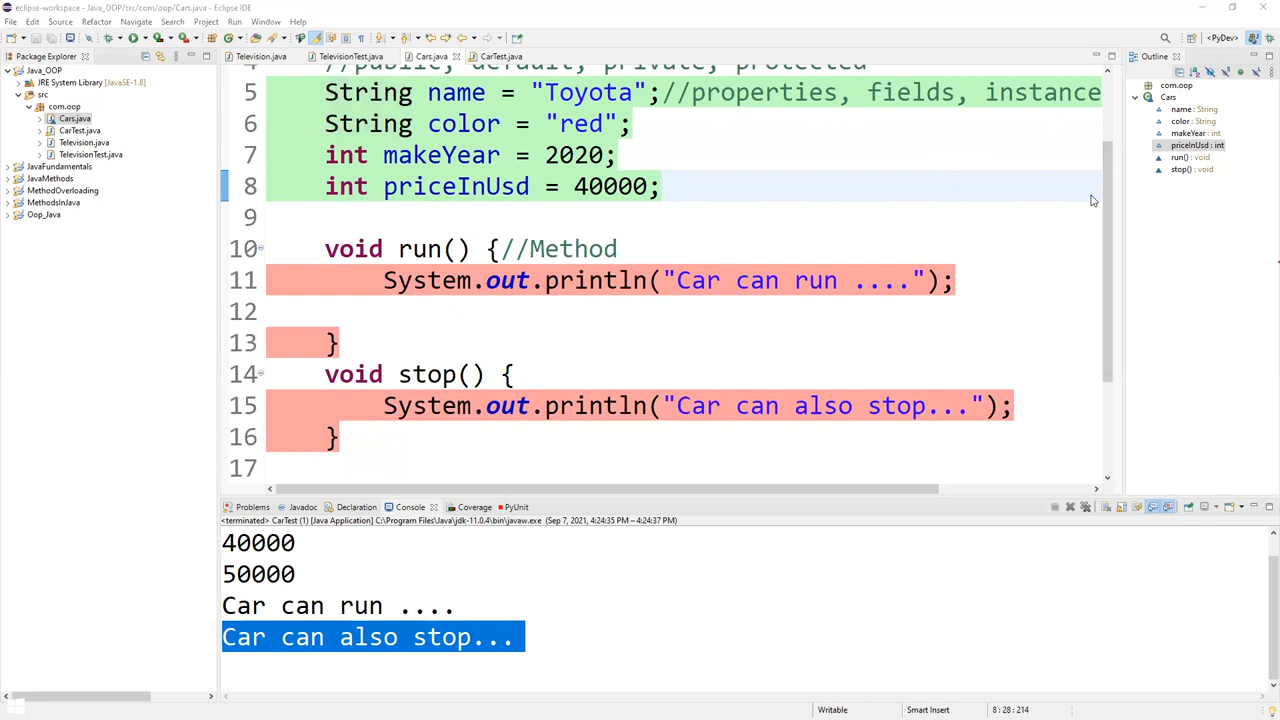 eclipse-workspace - Java_OOP/src/com/oop/Cars.java - Eclipse IDE
File Edit Source Refactor Navigate Search Project Run Window Help
<PyDev>
Package Explorer
Java_OOP
JRE System Library [JavaSE-1.8]
src
com.oop
Cars.java
CarTest.java
Television.java
TelevisionTest.java
JavaFundamentals
JavaMethods
MethodOverloading
MethodsInJava
Oop_Java
Television.java TelevisionTest.java Cars.java CarTest.java
4 //public, default, private, protected
5 String name = "Toyota";//properties, fields, instance
6 String color = "red";
7 int makeYear = 2020;
8 int priceInUsd = 40000;
9
10 void run() {//Method
11 System.out.println("Car can run ....");
12
13 }
14 void stop() {
15 System.out.println("Car can also stop...");
16 }
17
Outline
com.oop
Cars
name : String
color : String
makeYear : int
priceInUsd : int
run() : void
stop() : void
Problems Javadoc Declaration Console Coverage PyUnit
<terminated> CarTest (1) [Java Application] C:\Program Files\Java\jdk-11.0.4\bin\javaw.exe (Sep 7, 2021, 4:24:35 PM – 4:24:37 PM)
40000
50000
Car can run ....
Car can also stop...
Writable Smart Insert 8 : 28 : 214